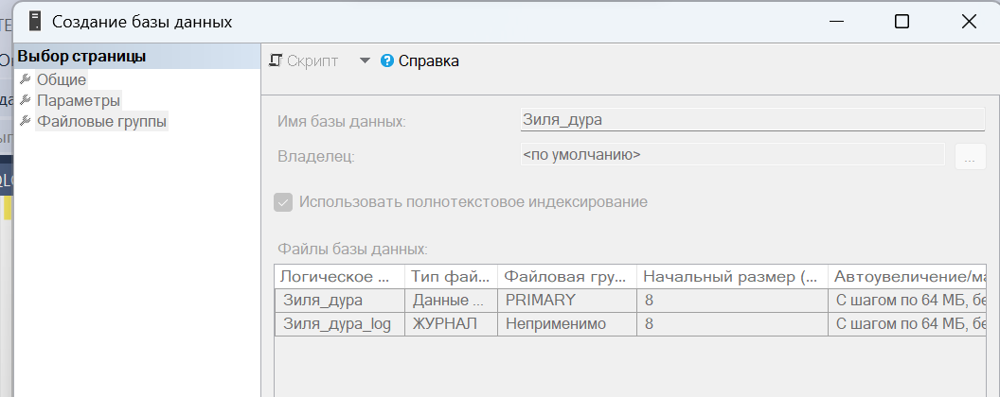 Создание базы данных
Выбор страницы
Общие
Параметры
Файловые группы
Скрипт Справка
Имя базы данных: Зиля_дура
Владелец: <по умолчанию> ...
Использовать полнотекстовое индексирование
Файлы базы данных:
Логическое ... Тип фай... Файловая гру... Начальный размер (... Автоувеличение/ма
Зиля_дура Данные ... PRIMARY 8 С шагом по 64 МБ, бе
Зиля_дура_log ЖУРНАЛ Неприменимо 8 С шагом по 64 МБ, бе